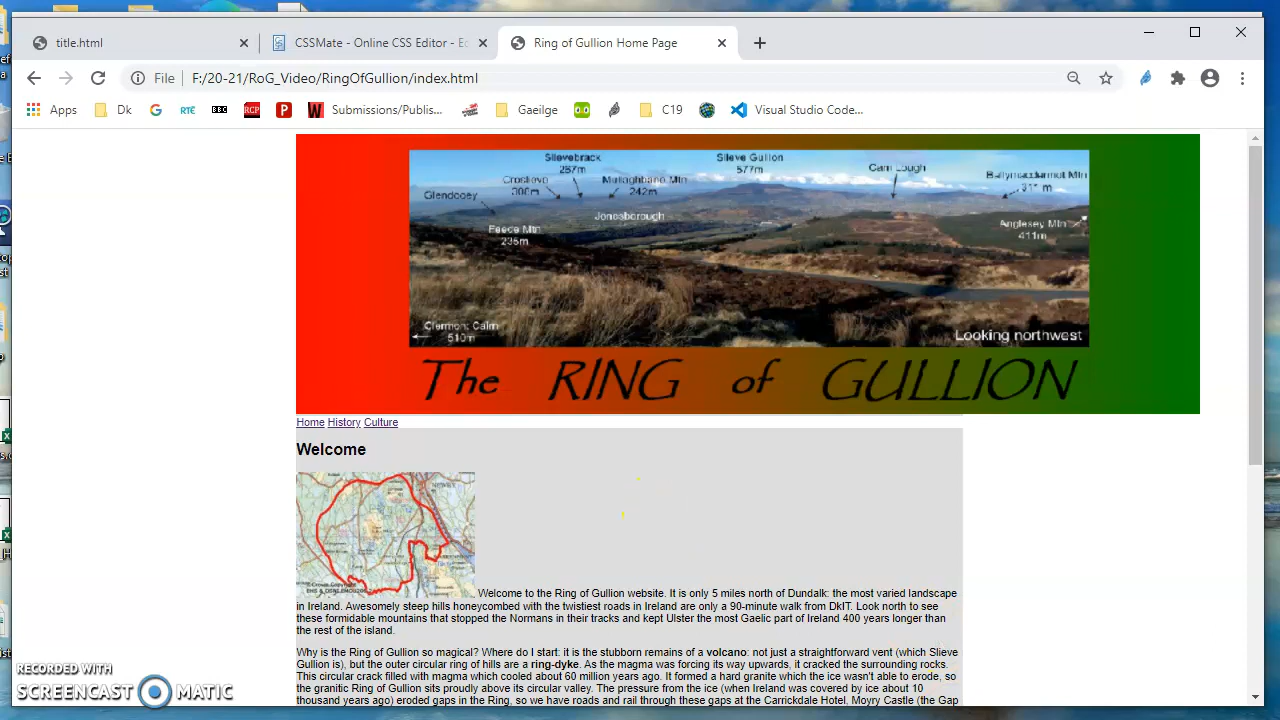 title.html
CSSMate - Online CSS Editor - Ec
Ring of Gullion Home Page
File F:/20-21/RoG_Video/RingOfGullion/index.html
Apps Dk RTÉ BBC RCP Submissions/Publis... Gaeilge C19 Visual Studio Code...
Slievebrack
267m
Slieve Gullion
577m
Cam Lough
Mullaghbane Mtn
242m
Glendooey
Jonesborough
Feede Mtn
235m
Anglesey Mtn
411m
510m
Looking northwest
The RING of GULLION
Home History Culture
Welcome
Welcome to the Ring of Gullion website. It is only 5 miles north of Dundalk: the most varied landscape
in Ireland. Awesomely steep hills honeycombed with the twistiest roads in Ireland are only a 90-minute walk from DkIT. Look north to see
these formidable mountains that stopped the Normans in their tracks and kept Ulster the most Gaelic part of Ireland 400 years longer than
the rest of the island.
Why is the Ring of Gullion so magical? Where do I start: it is the stubborn remains of a volcano: not just a straightforward vent (which Slieve
Gullion is), but the outer circular ring of hills are a ring-dyke. As the magma was forcing its way upwards, it cracked the surrounding rocks.
This circular crack filled with magma which cooled about 60 million years ago. It formed a hard granite which the ice wasn't able to erode, so
the granitic Ring of Gullion sits proudly above its circular valley. The pressure from the ice (when Ireland was covered by ice about 10
thousand years ago) eroded gaps in the Ring, so we have roads and rail through these gaps at the Carrickdale Hotel, Moyry Castle (the Gap
RECORDED WITH
SCREENCAST MATIC